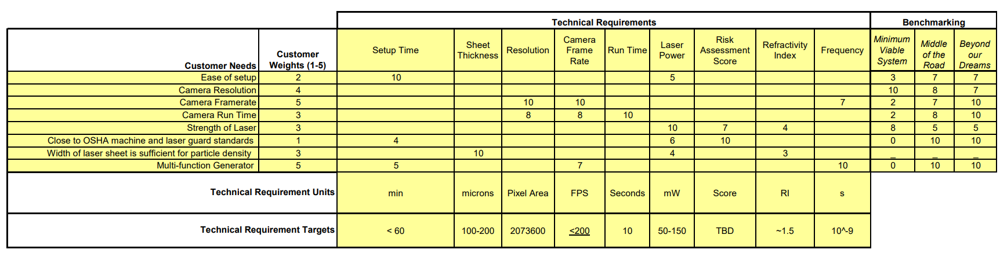 Technical Requirements Benchmarking
Customer Needs Customer Weights (1-5) Setup Time Sheet Thickness Resolution Camera Frame Rate Run Time Laser Power Risk Assessment Score Refractivity Index Frequency Minimum Viable System Middle of the Road Beyond our Dreams
Ease of setup 2 10 5 3 7 7
Camera Resolution 4 10 8 7
Camera Framerate 5 10 10 7 2 7 10
Camera Run Time 3 8 8 10 2 8 10
Strength of Laser 3 10 7 4 8 5 5
Close to OSHA machine and laser guard standards 1 4 6 10 0 10 10
Width of laser sheet is sufficient for particle density 3 10 4 3 _ _ _
Multi-function Generator 5 5 7 10 0 10 10
Technical Requirement Units min microns Pixel Area FPS Seconds mW Score RI s
Technical Requirement Targets < 60 100-200 2073600 <200 10 50-150 TBD ~1.5 10^-9